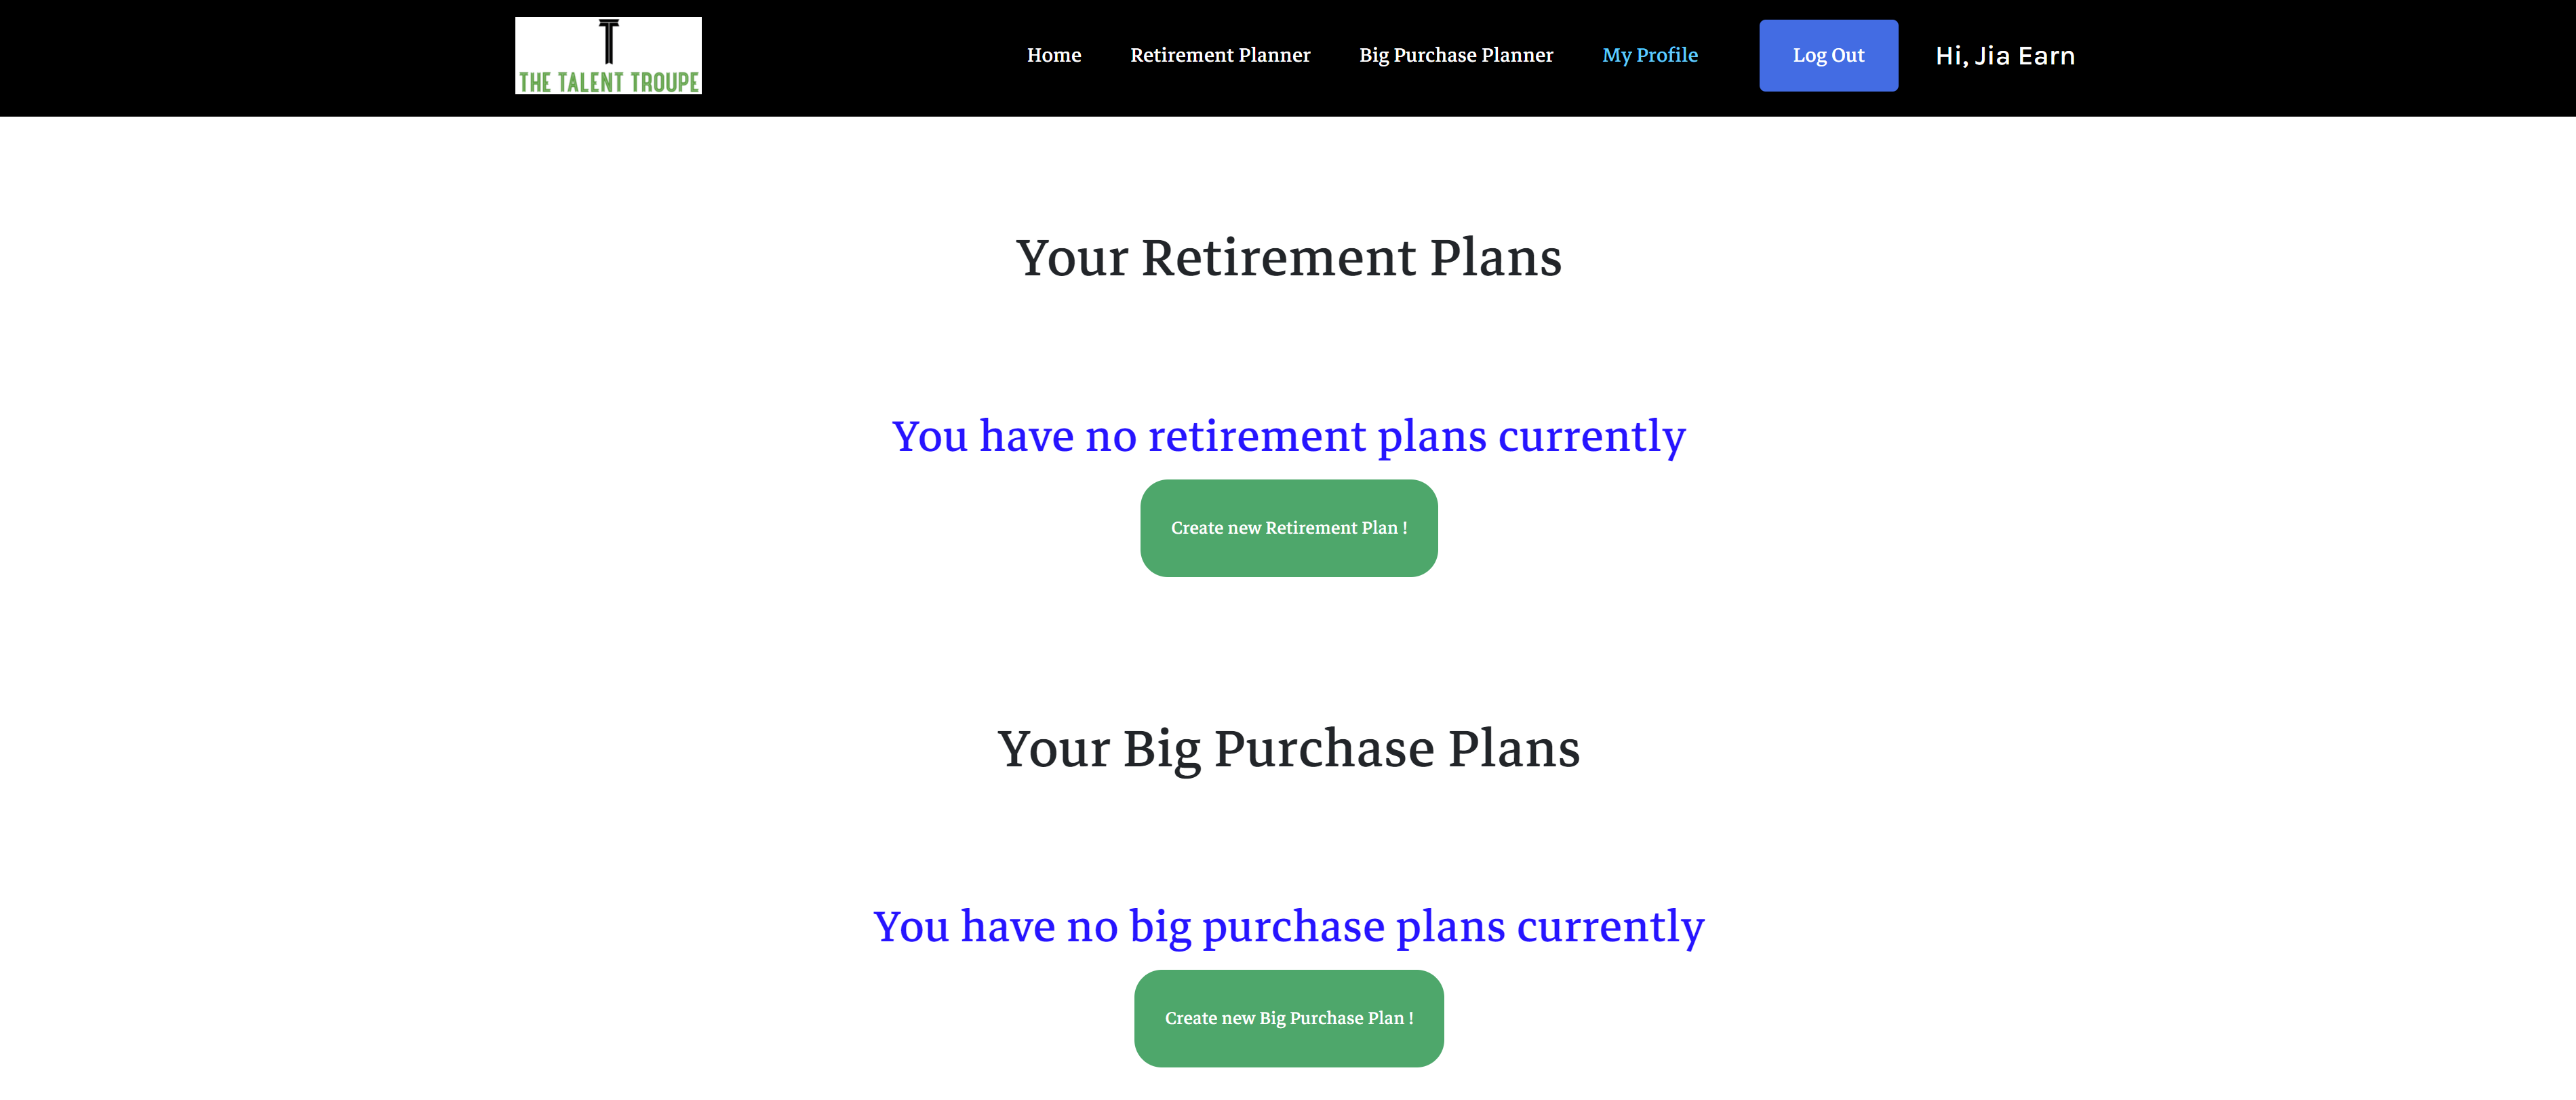 THE TALENT TROUPE
Home Retirement Planner Big Purchase Planner My Profile Log Out Hi, Jia Earn
Your Retirement Plans
You have no retirement plans currently
Create new Retirement Plan !
Your Big Purchase Plans
You have no big purchase plans currently
Create new Big Purchase Plan !